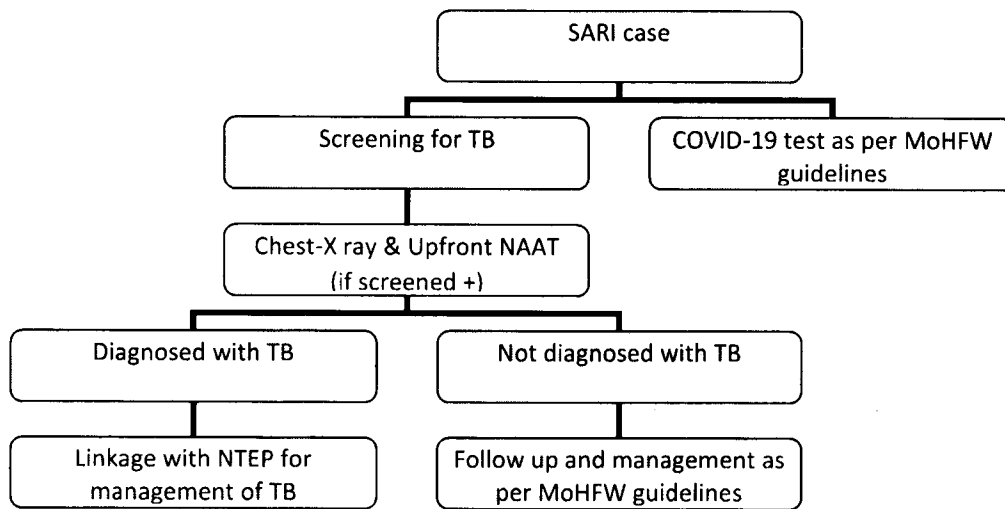 SARI case
Screening for TB
COVID-19 test as per MoHFW
guidelines
Chest-X ray & Upfront NAAT
(if screened +)
Diagnosed with TB
Not diagnosed with TB
Linkage with NTEP for
management of TB
Follow up and management as
per MoHFW guidelines